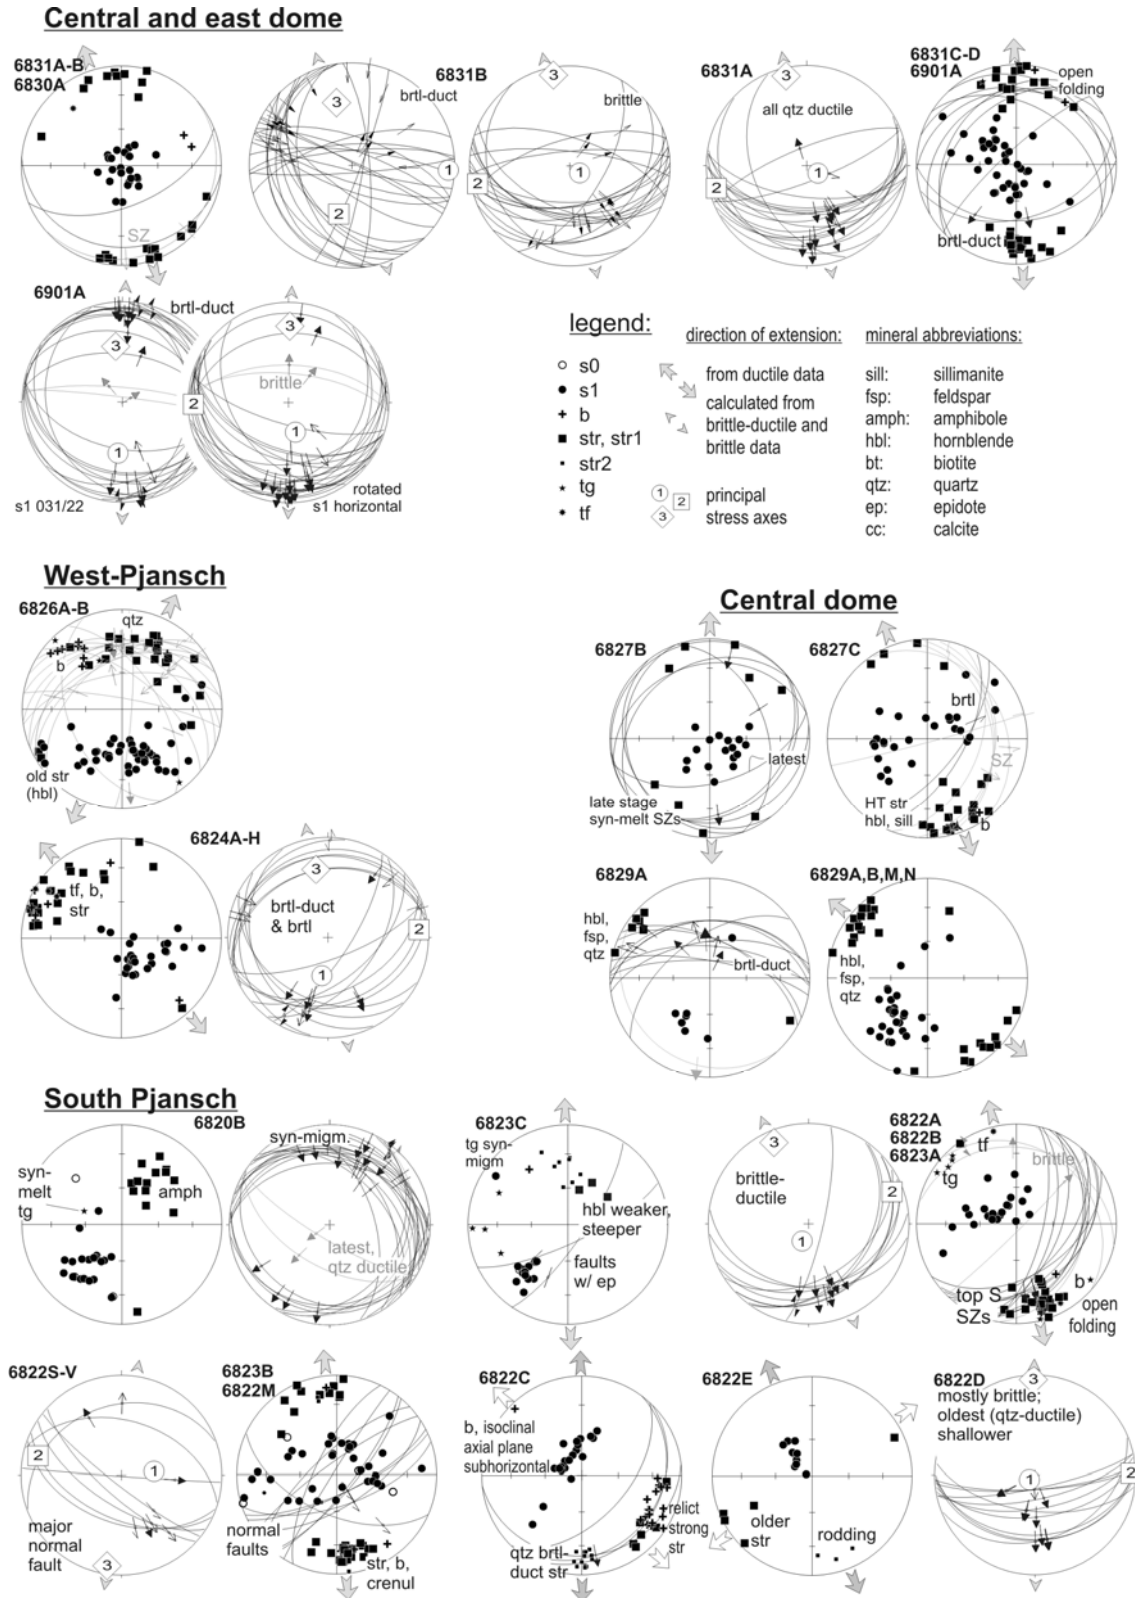 Central and east dome
6831A-B
6830A
SZ
3
1
2
brtl-duct
6831B
brittle
3
1
2
6831A
all qtz ductile
3
1
2
6831C-D
6901A
open
folding
brtl-duct
6901A
brtl-duct
3
1
s1 031/22
brittle
3
2
1
rotated
s1 horizontal
legend:
s0
s1
b
str, str1
str2
tg
tf
direction of extension:
from ductile data
calculated from
brittle-ductile and
brittle data
1
2
3
principal
stress axes
mineral abbreviations:
sill: sillimanite
fsp: feldspar
amph: amphibole
hbl: hornblende
bt: biotite
qtz: quartz
ep: epidote
cc: calcite
West-Pjansch
6826A-B
qtz
b
old str
(hbl)
6824A-H
tf, b,
str
3
brtl-duct
& brtl
2
1
Central dome
6827B
latest
late stage
syn-melt SZs
6827C
brtl
SZ
HT str
hbl, sill
b
6829A
hbl,
fsp,
qtz
brtl-duct
6829A,B,M,N
hbl,
fsp,
qtz
South Pjansch
6820B
syn-
melt
tg
amph
syn-migm.
latest,
qtz ductile
6823C
tg syn-
migm
hbl weaker,
steeper
faults
w/ ep
3
brittle-
ductile
2
1
6822A
6822B
6823A
tf
tg
brittle
top S
SZs
b
open
folding
6822S-V
2
1
major
normal
fault
3
6823B
6822M
normal
faults
str, b,
crenul
6822C
b, isoclinal
axial plane
subhorizontal
relict
strong
str
qtz brtl-
duct str
6822E
older
str
rodding
6822D
3
mostly brittle;
oldest (qtz-ductile)
shallower
1
2